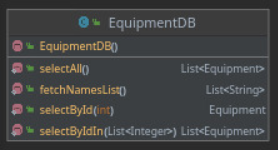 EquipmentDB
EquipmentDB()
selectAll() List<Equipment>
fetchNamesList() List<String>
selectById(int) Equipment
selectByIdIn(List<Integer>) List<Equipment>